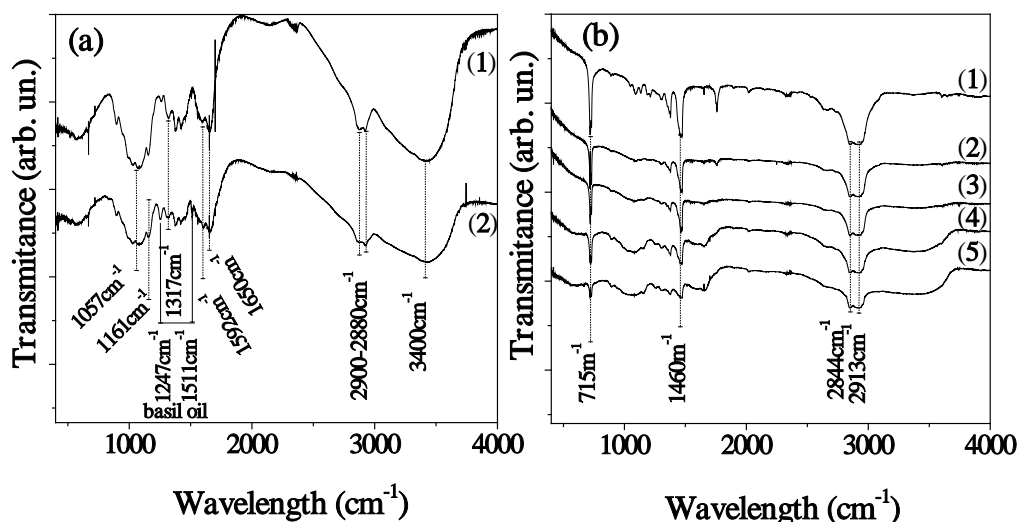 (a)
(1)
(2)
Transmitance (arb. un.)
1057cm-1
1161cm-1
1247cm-1
1317cm-1
1511cm-1
basil oil
1592cm-1
1650cm-1
2900-2880cm-1
3400cm-1
1000
2000
3000
4000
Wavelength (cm-1)
(b)
(1)
(2)
(3)
(4)
(5)
Transmitance (arb. un.)
715m-1
1460m-1
2844cm-1
2913cm-1
1000
2000
3000
4000
Wavelength (cm-1)